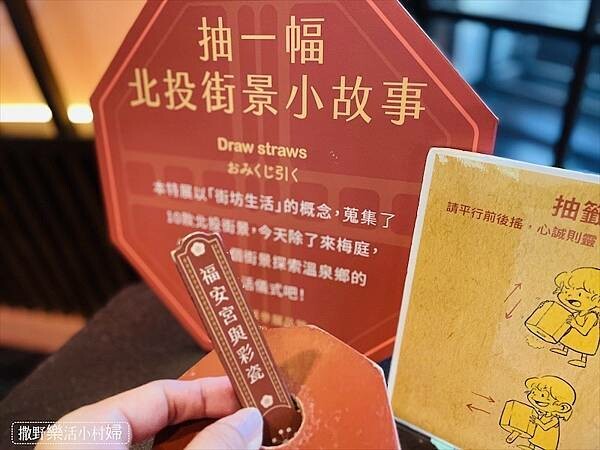 抽一幅
北投街景小故事
Draw straws
おみくじ引く
本特展以「街坊生活」的概念，蒐集了
10款北投街景，今天除了來梅庭，
個街景探索溫泉鄉的
活儀式吧！
福安宮與彩瓷
抽籤
請平行前後搖，心誠則靈
撒野樂活小村婦